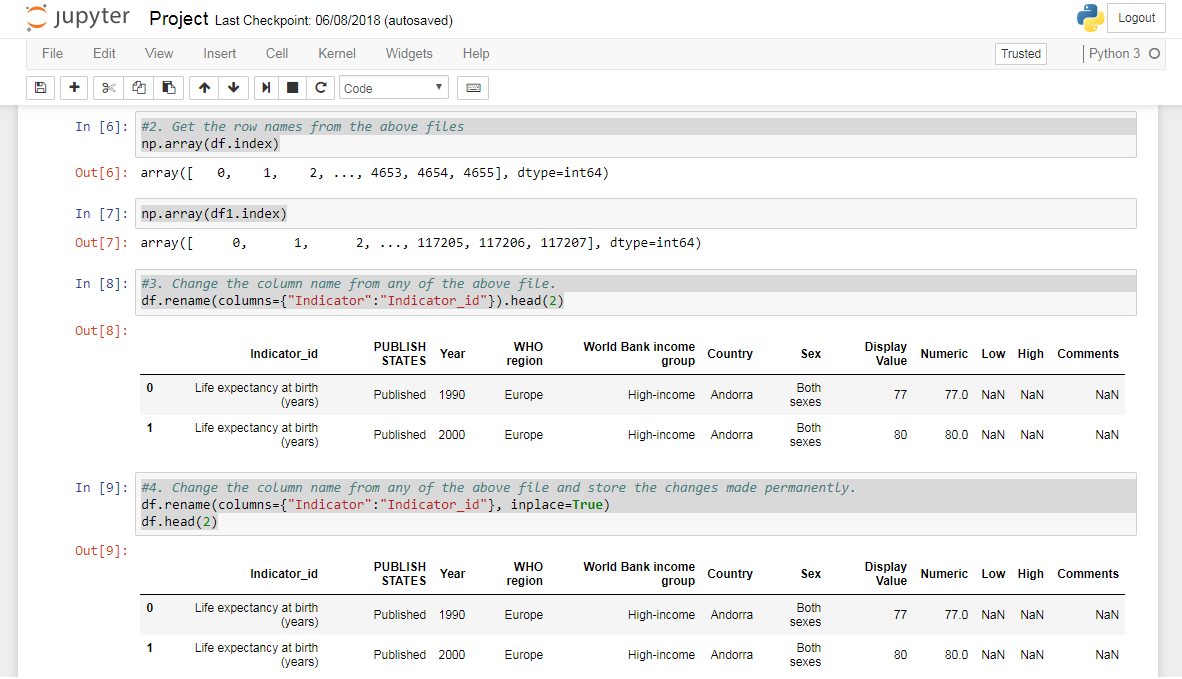 jupyter Project Last Checkpoint: 06/08/2018 (autosaved) Logout
File Edit View Insert Cell Kernel Widgets Help Trusted Python 3
Code
In [6]: #2. Get the row names from the above files
np.array(df.index)
Out[6]: array([   0,    1,    2, ..., 4653, 4654, 4655], dtype=int64)
In [7]: np.array(df1.index)
Out[7]: array([     0,      1,      2, ..., 117205, 117206, 117207], dtype=int64)
In [8]: #3. Change the column name from any of the above file.
df.rename(columns={"Indicator":"Indicator_id"}).head(2)
Out[8]:
Indicator_id PUBLISH STATES Year WHO region World Bank income group Country Sex Display Value Numeric Low High Comments
0 Life expectancy at birth (years) Published 1990 Europe High-income Andorra Both sexes 77 77.0 NaN NaN NaN
1 Life expectancy at birth (years) Published 2000 Europe High-income Andorra Both sexes 80 80.0 NaN NaN NaN
In [9]: #4. Change the column name from any of the above file and store the changes made permanently.
df.rename(columns={"Indicator":"Indicator_id"}, inplace=True)
df.head(2)
Out[9]:
Indicator_id PUBLISH STATES Year WHO region World Bank income group Country Sex Display Value Numeric Low High Comments
0 Life expectancy at birth (years) Published 1990 Europe High-income Andorra Both sexes 77 77.0 NaN NaN NaN
1 Life expectancy at birth (years) Published 2000 Europe High-income Andorra Both sexes 80 80.0 NaN NaN NaN